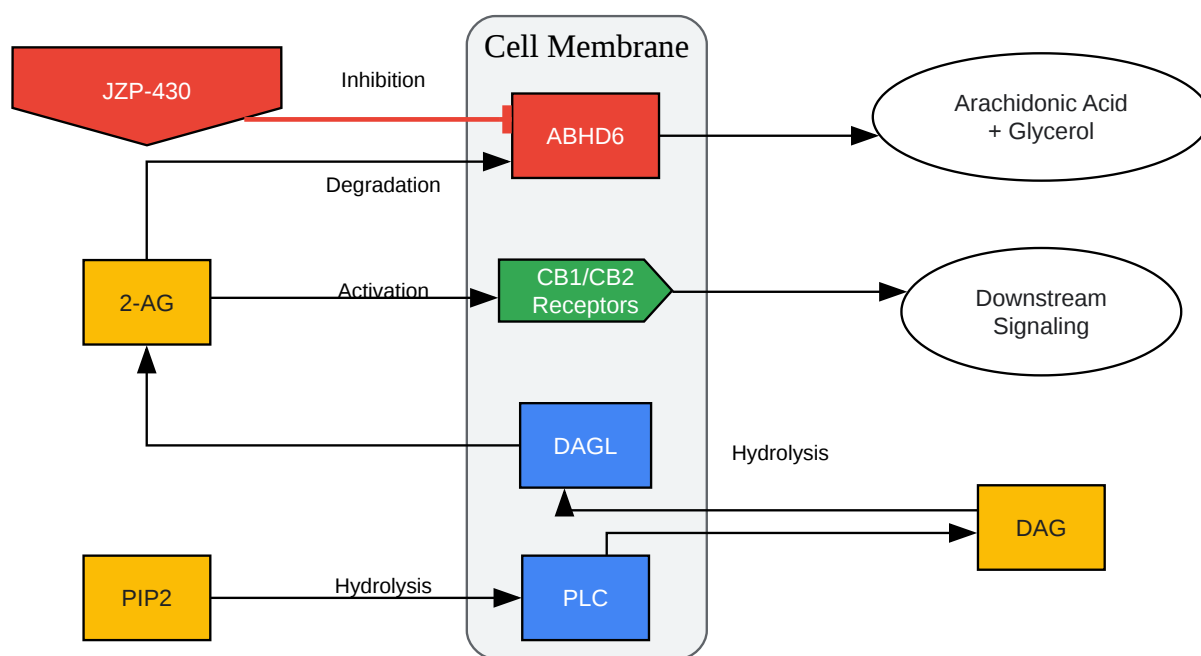 Cell Membrane
JZP-430
Inhibition
ABHD6
Arachidonic Acid
+ Glycerol
Degradation
2-AG
Activation
CB1/CB2
Receptors
Downstream
Signaling
DAGL
Hydrolysis
DAG
PIP2
Hydrolysis
PLC